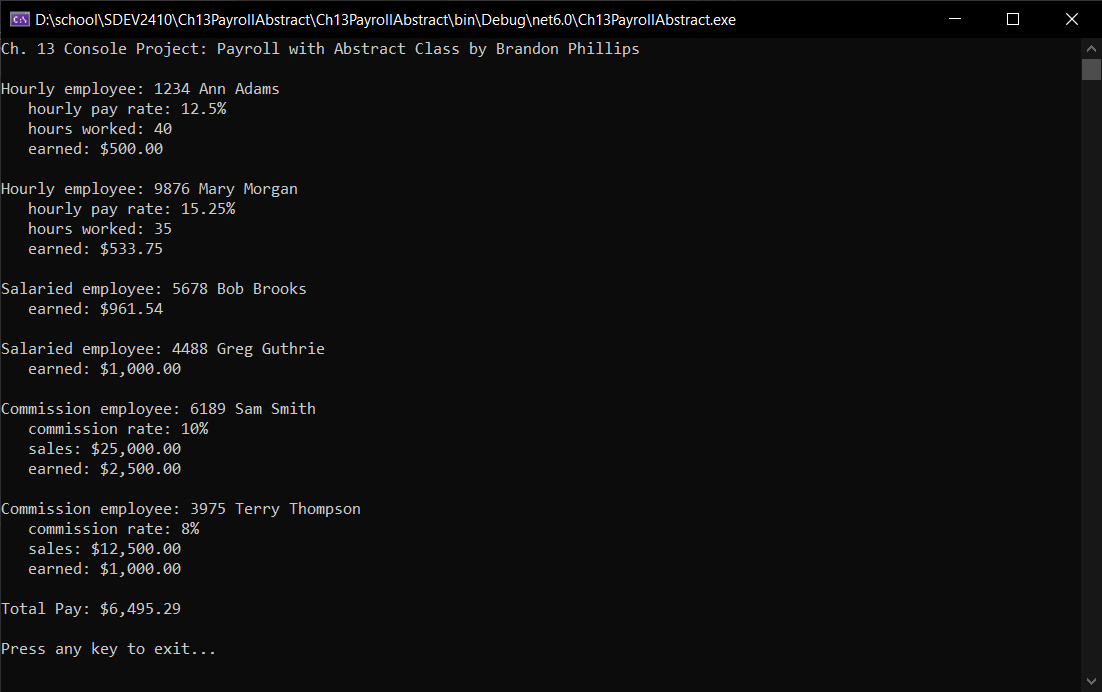 D:\school\SDEV2410\Ch13PayrollAbstract\Ch13PayrollAbstract\bin\Debug\net6.0\Ch13PayrollAbstract.exe
Ch. 13 Console Project: Payroll with Abstract Class by Brandon Phillips
Hourly employee: 1234 Ann Adams
hourly pay rate: 12.5%
hours worked: 40
earned: $500.00
Hourly employee: 9876 Mary Morgan
hourly pay rate: 15.25%
hours worked: 35
earned: $533.75
Salaried employee: 5678 Bob Brooks
earned: $961.54
Salaried employee: 4488 Greg Guthrie
earned: $1,000.00
Commission employee: 6189 Sam Smith
commission rate: 10%
sales: $25,000.00
earned: $2,500.00
Commission employee: 3975 Terry Thompson
commission rate: 8%
sales: $12,500.00
earned: $1,000.00
Total Pay: $6,495.29
Press any key to exit...